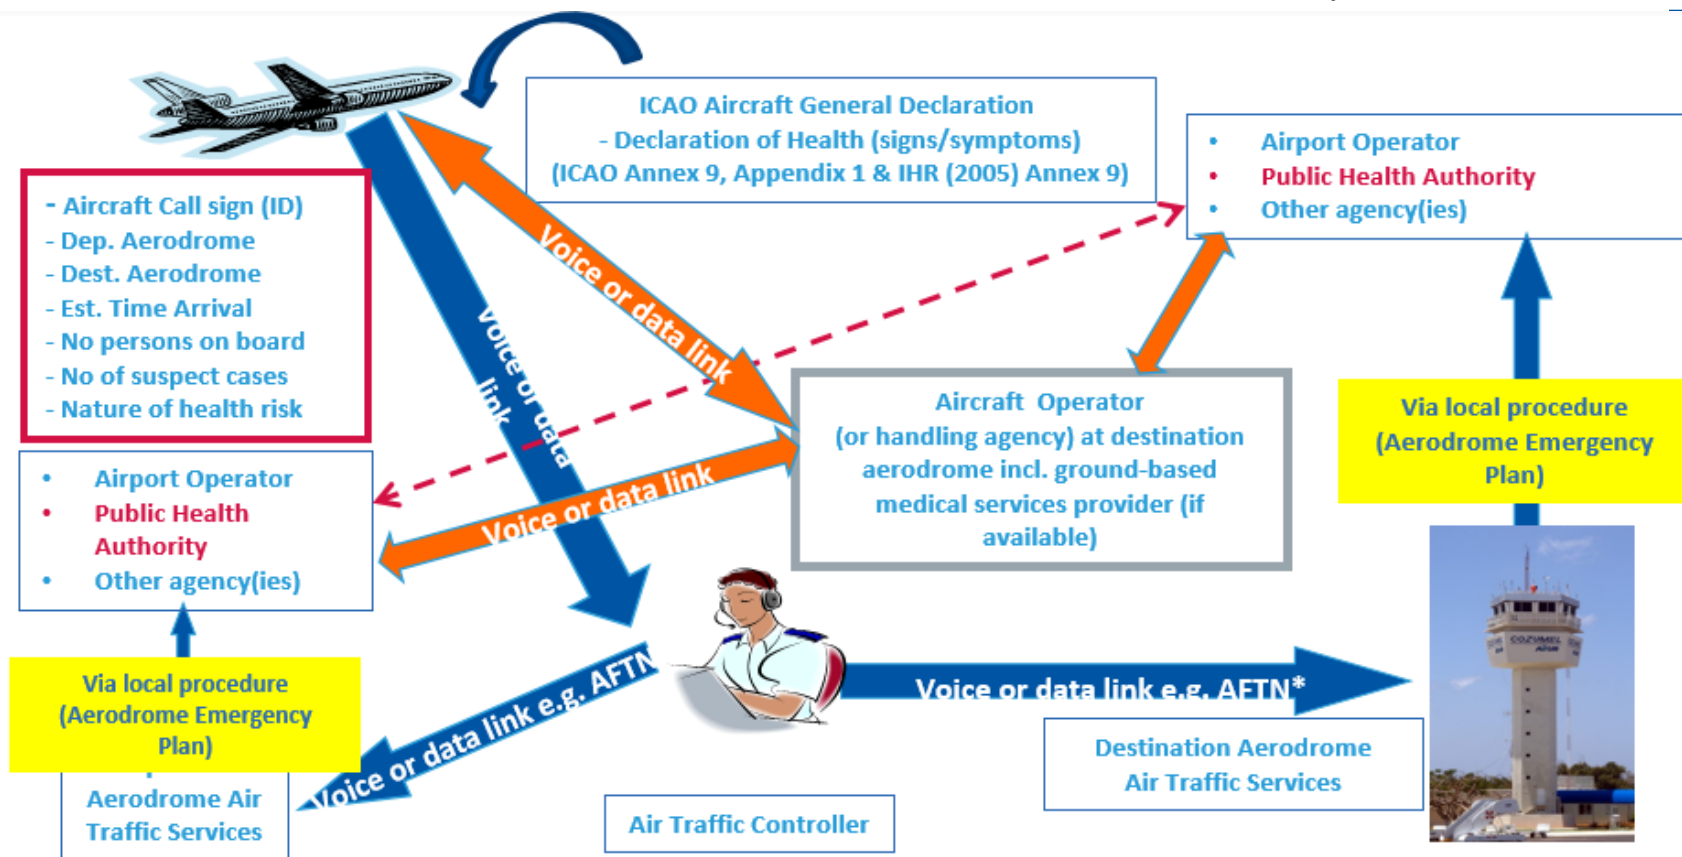 ICAO Aircraft General Declaration
- Declaration of Health (signs/symptoms)
(ICAO Annex 9, Appendix 1 & IHR (2005) Annex 9)
• Airport Operator
• Public Health Authority
• Other agency(ies)
- Aircraft Call sign (ID)
- Dep. Aerodrome
- Dest. Aerodrome
- Est. Time Arrival
- No persons on board
- No of suspect cases
- Nature of health risk
Voice or data link
Voice or data
link
Aircraft Operator
(or handling agency) at destination
aerodrome incl. ground-based
medical services provider (if
available)
Via local procedure
(Aerodrome Emergency
Plan)
• Airport Operator
• Public Health
Authority
• Other agency(ies)
Voice or data link
Via local procedure
(Aerodrome Emergency
Plan)
Aerodrome Air
Traffic Services
Voice or data link e.g. AFTN
Voice or data link e.g. AFTN*
COZUMEL
Destination Aerodrome
Air Traffic Services
Air Traffic Controller